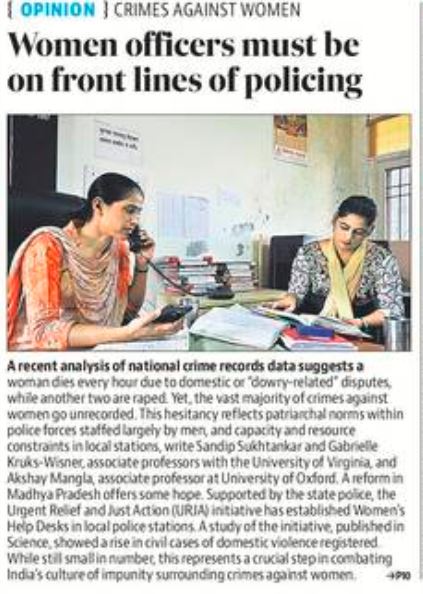 { OPINION } CRIMES AGAINST WOMEN
Women officers must be
on front lines of policing
A recent analysis of national crime records data suggests a
woman dies every hour due to domestic or "dowry-related" disputes,
while another two are raped. Yet, the vast majority of crimes against
women go unrecorded. This hesitancy reflects patriarchal norms within
police forces staffed largely by men, and capacity and resource
constraints in local stations, write Sandip Sukhtankar and Gabrielle
Kruks-Wisner, associate professors with the University of Virginia, and
Akshay Mangla, associate professor at University of Oxford. A reform in
Madhya Pradesh offers some hope. Supported by the state police, the
Urgent Relief and Just Action (URJA) initiative has established Women's
Help Desks in local police stations. A study of the initiative, published in
Science, showed a rise in civil cases of domestic violence registered.
While still small in number, this represents a crucial step in combating
India's culture of impunity surrounding crimes against women. →P10